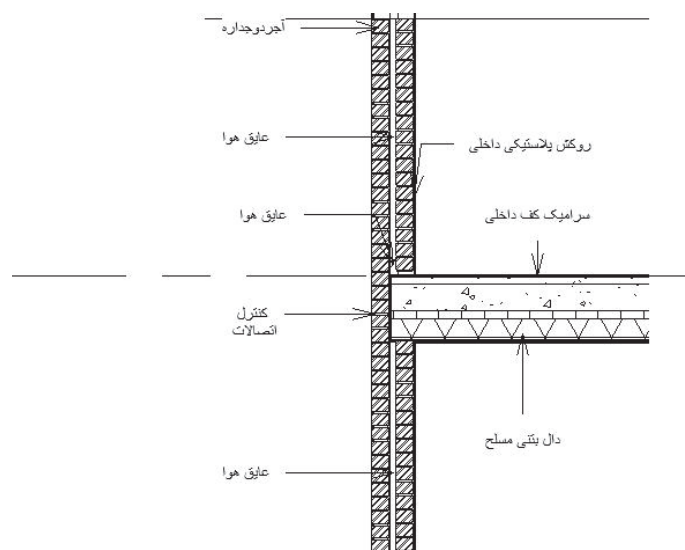 آجردوجداره
عایق هوا
روکش پلاستیکی داخلی
عایق هوا
سرامیک کف داخلی
کنترل
اتصالات
دال بتنی مسلح
عایق هوا